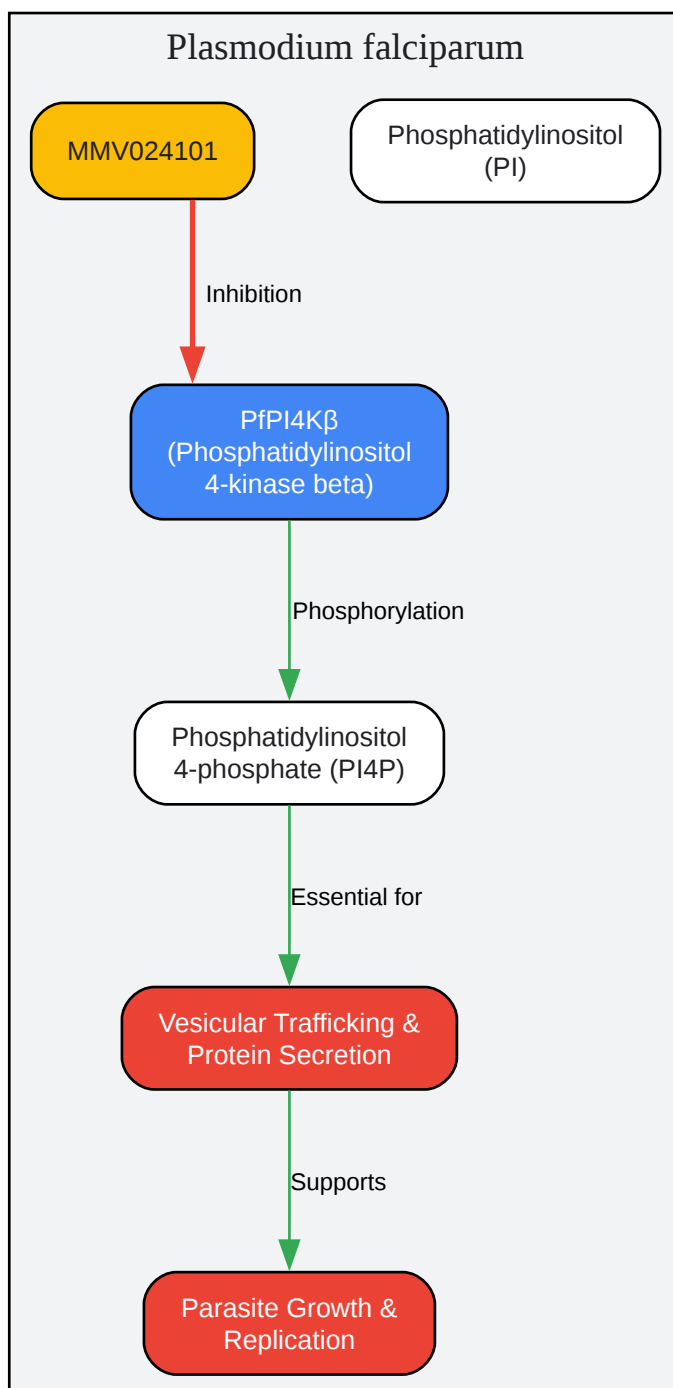 Plasmodium falciparum
MMV024101
Phosphatidylinositol
(PI)
Inhibition
PfPI4Kβ
(Phosphatidylinositol
4-kinase beta)
Phosphorylation
Phosphatidylinositol
4-phosphate (PI4P)
Essential for
Vesicular Trafficking &
Protein Secretion
Supports
Parasite Growth &
Replication